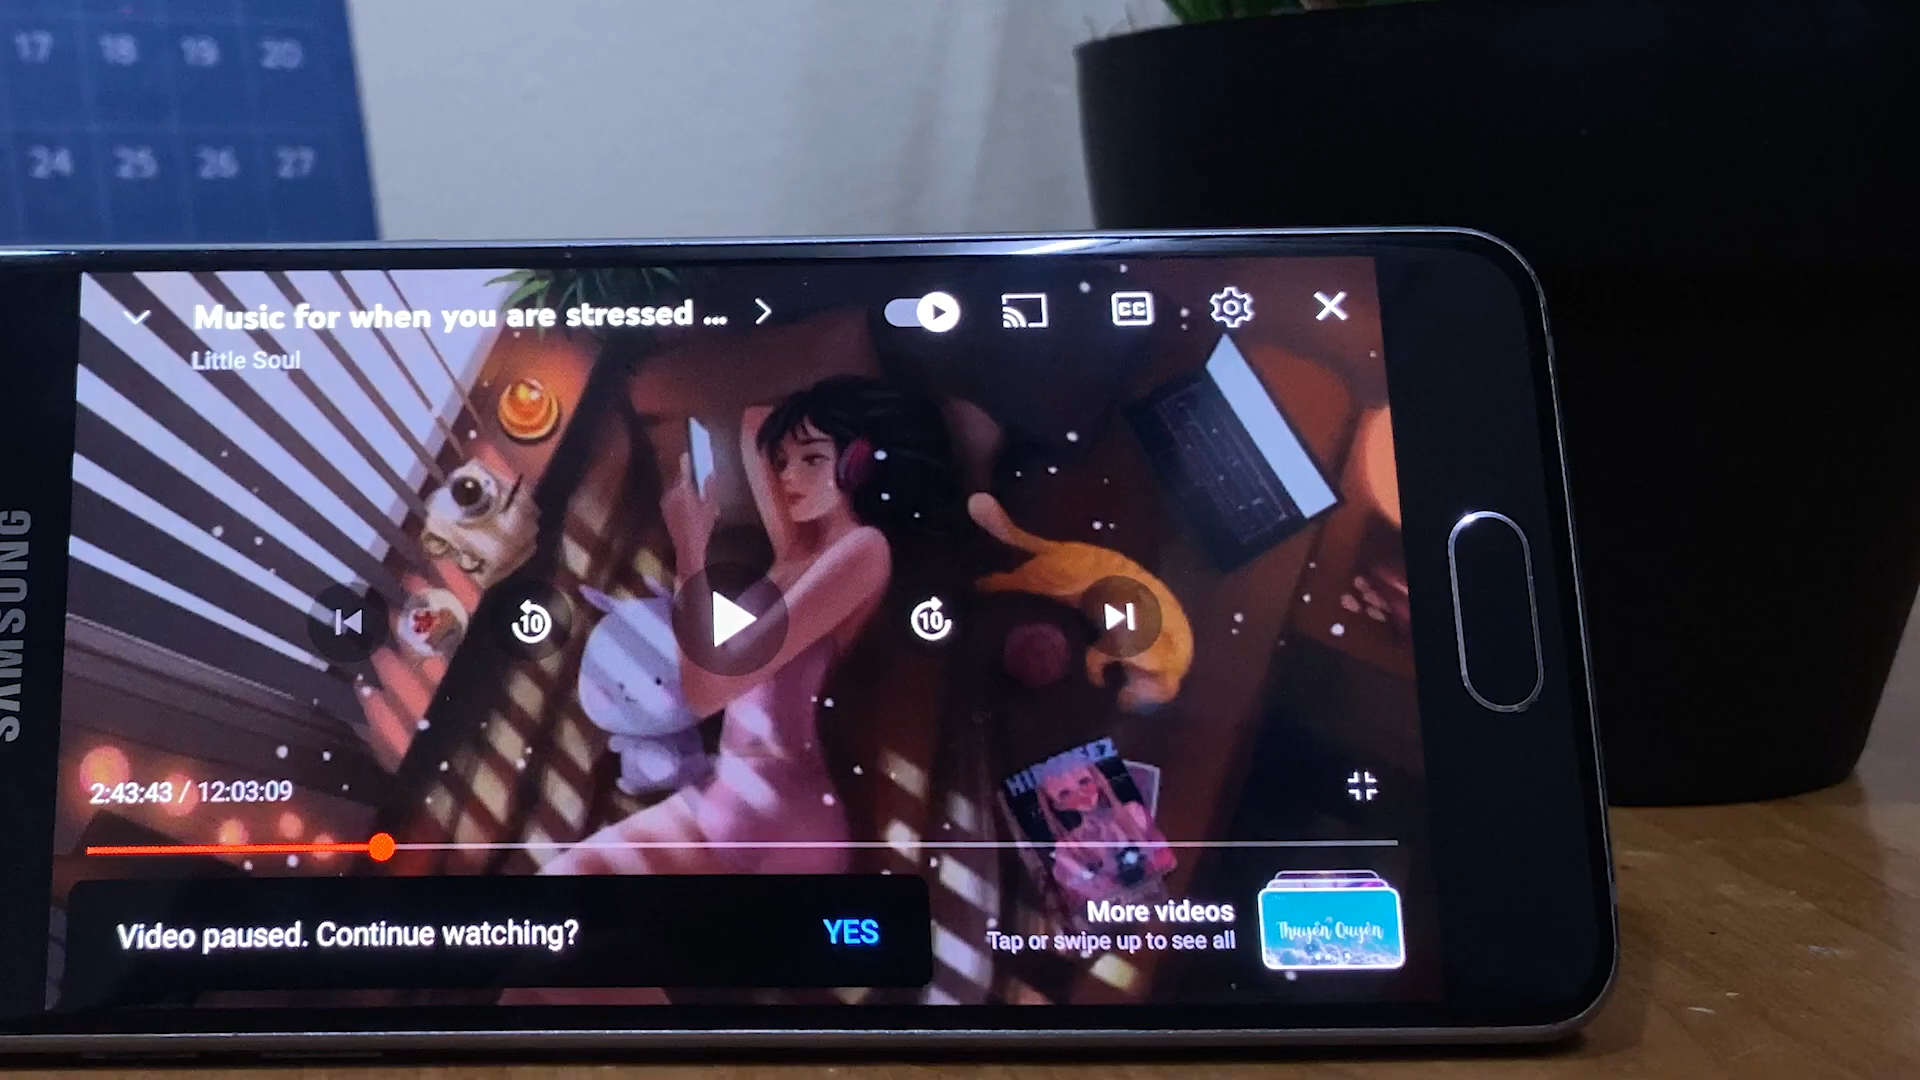 17 18 19 20
24 25 26 27
SAMSUNG
Music for when you are stressed ...
Little Soul
CC
10
10
2:43:43 / 12:03:09
Video paused. Continue watching?
YES
More videos
Tap or swipe up to see all
Thuyền Quyên